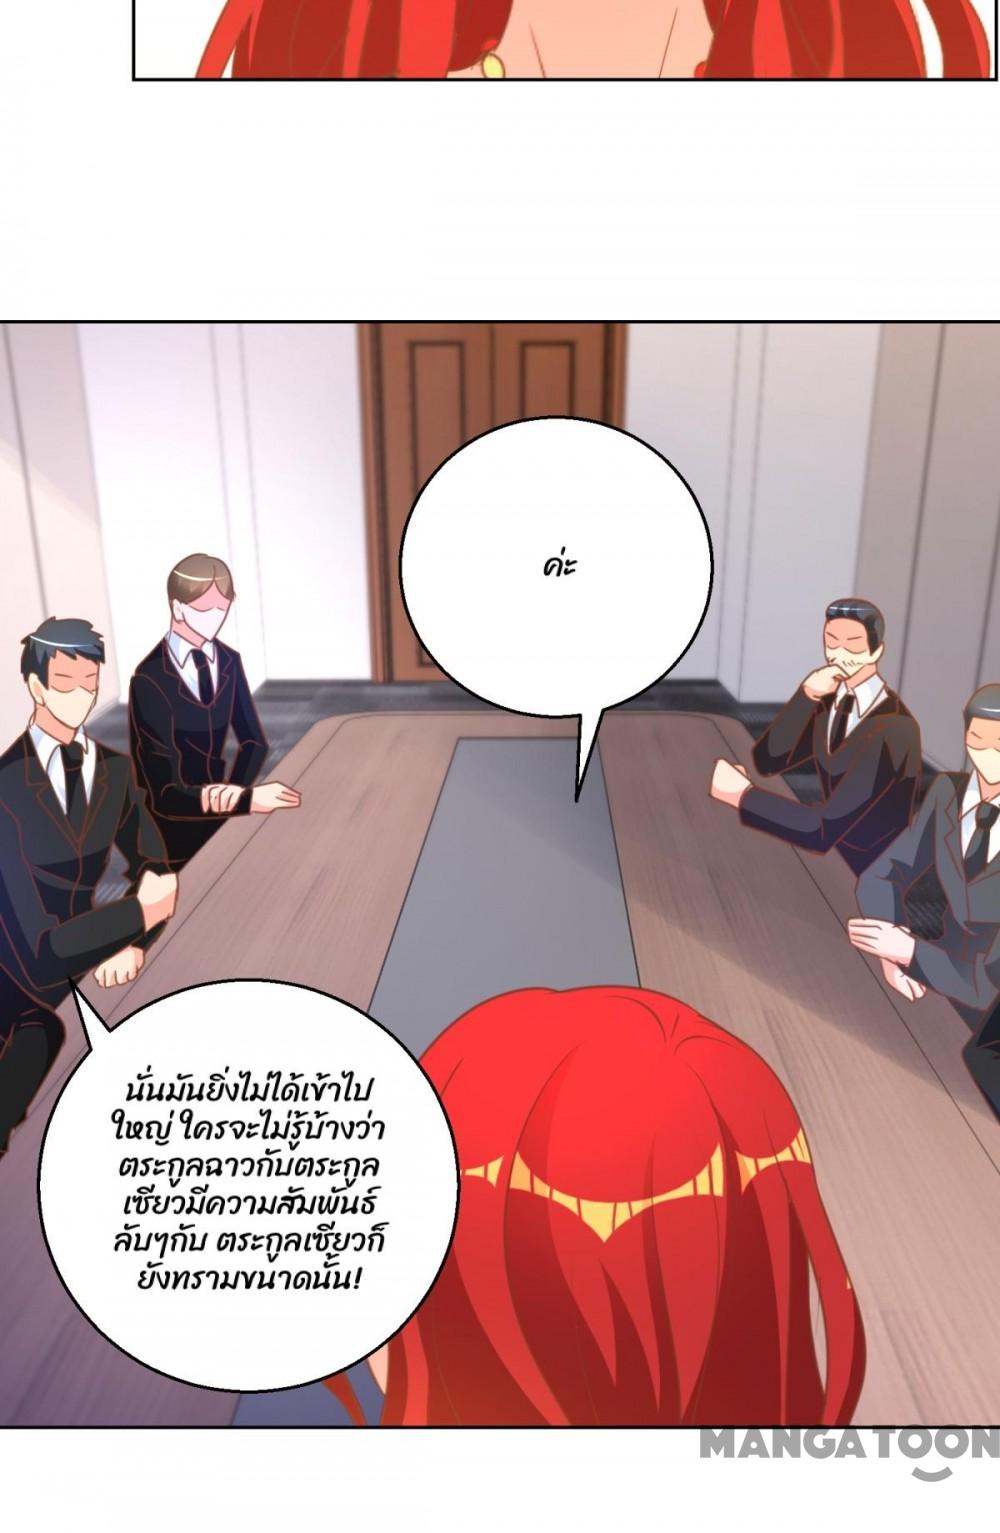 ค่ะ
นั่นมันยิ่งไม่ได้เข้าไป
ใหญ่ ใครจะไม่รู้บ้างว่า
ตระกูลฉาวกับตระกูล
เซียวมีความสัมพันธ์
ลับๆกับ ตระกูลเซียวก็
ยังทรามขนาดนั้น!
MANGATOON